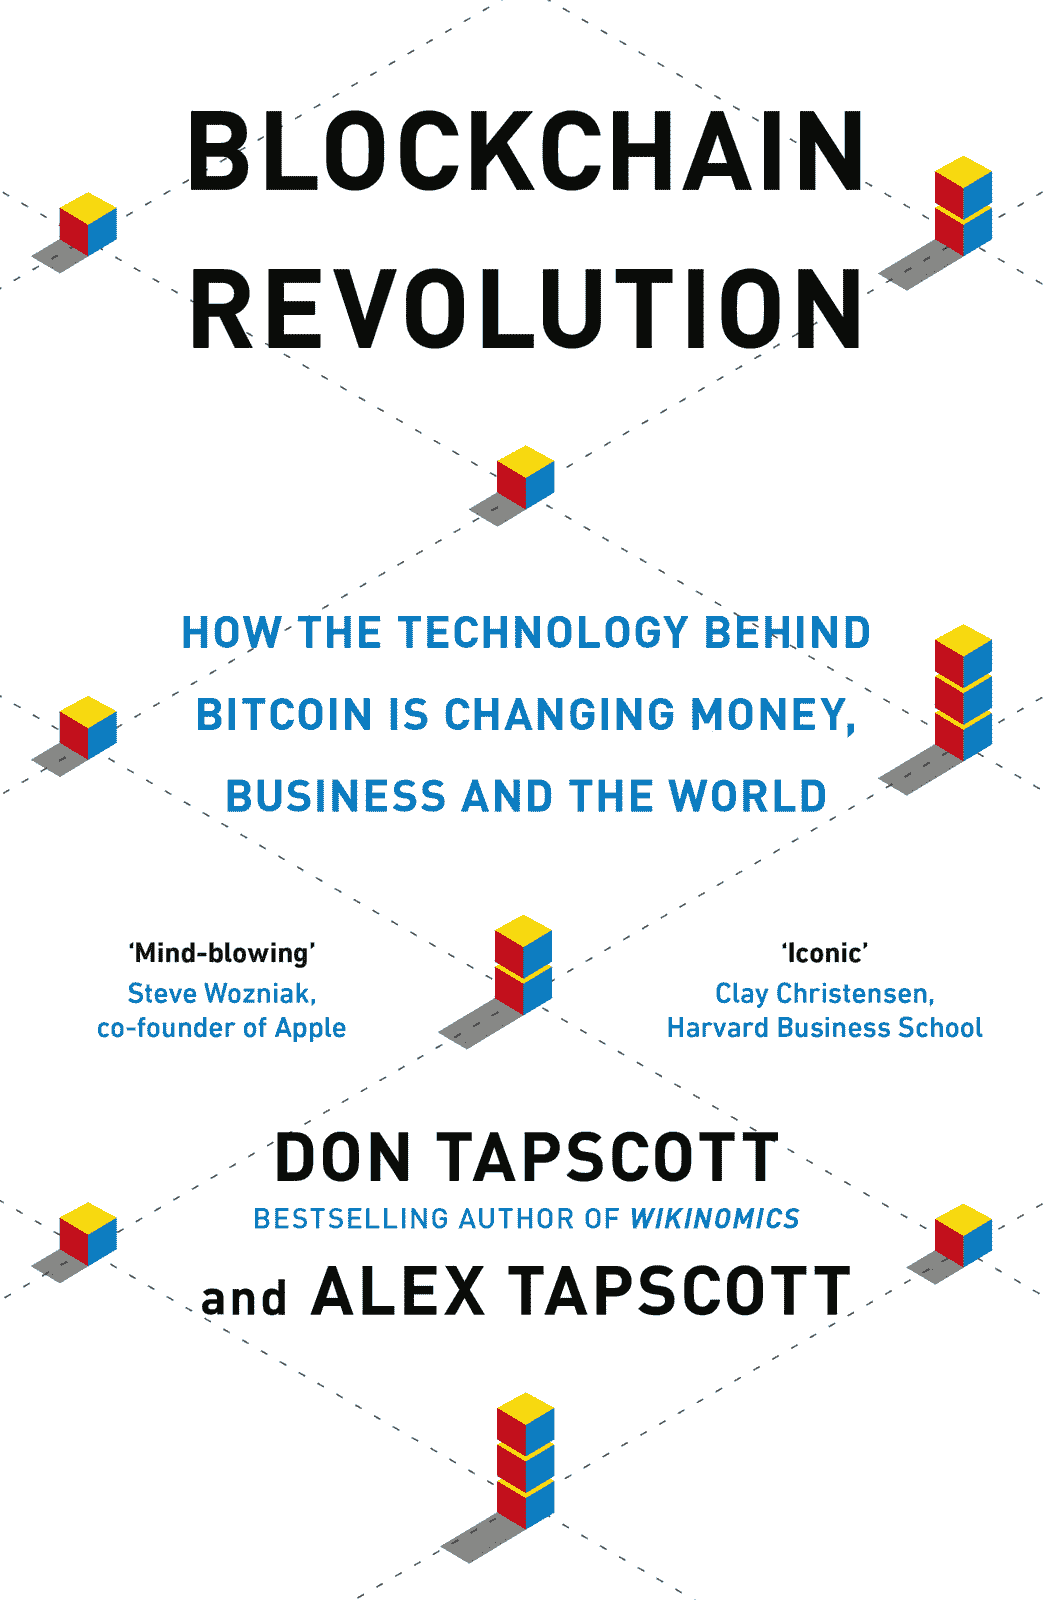 BLOCKCHAIN
REVOLUTION
HOW THE TECHNOLOGY BEHIND
BITCOIN IS CHANGING MONEY,
BUSINESS AND THE WORLD
‘Mind-blowing’
Steve Wozniak,
co-founder of Apple
‘Iconic’
Clay Christensen,
Harvard Business School
DON TAPSCOTT
BESTSELLING AUTHOR OF WIKINOMICS
and ALEX TAPSCOTT